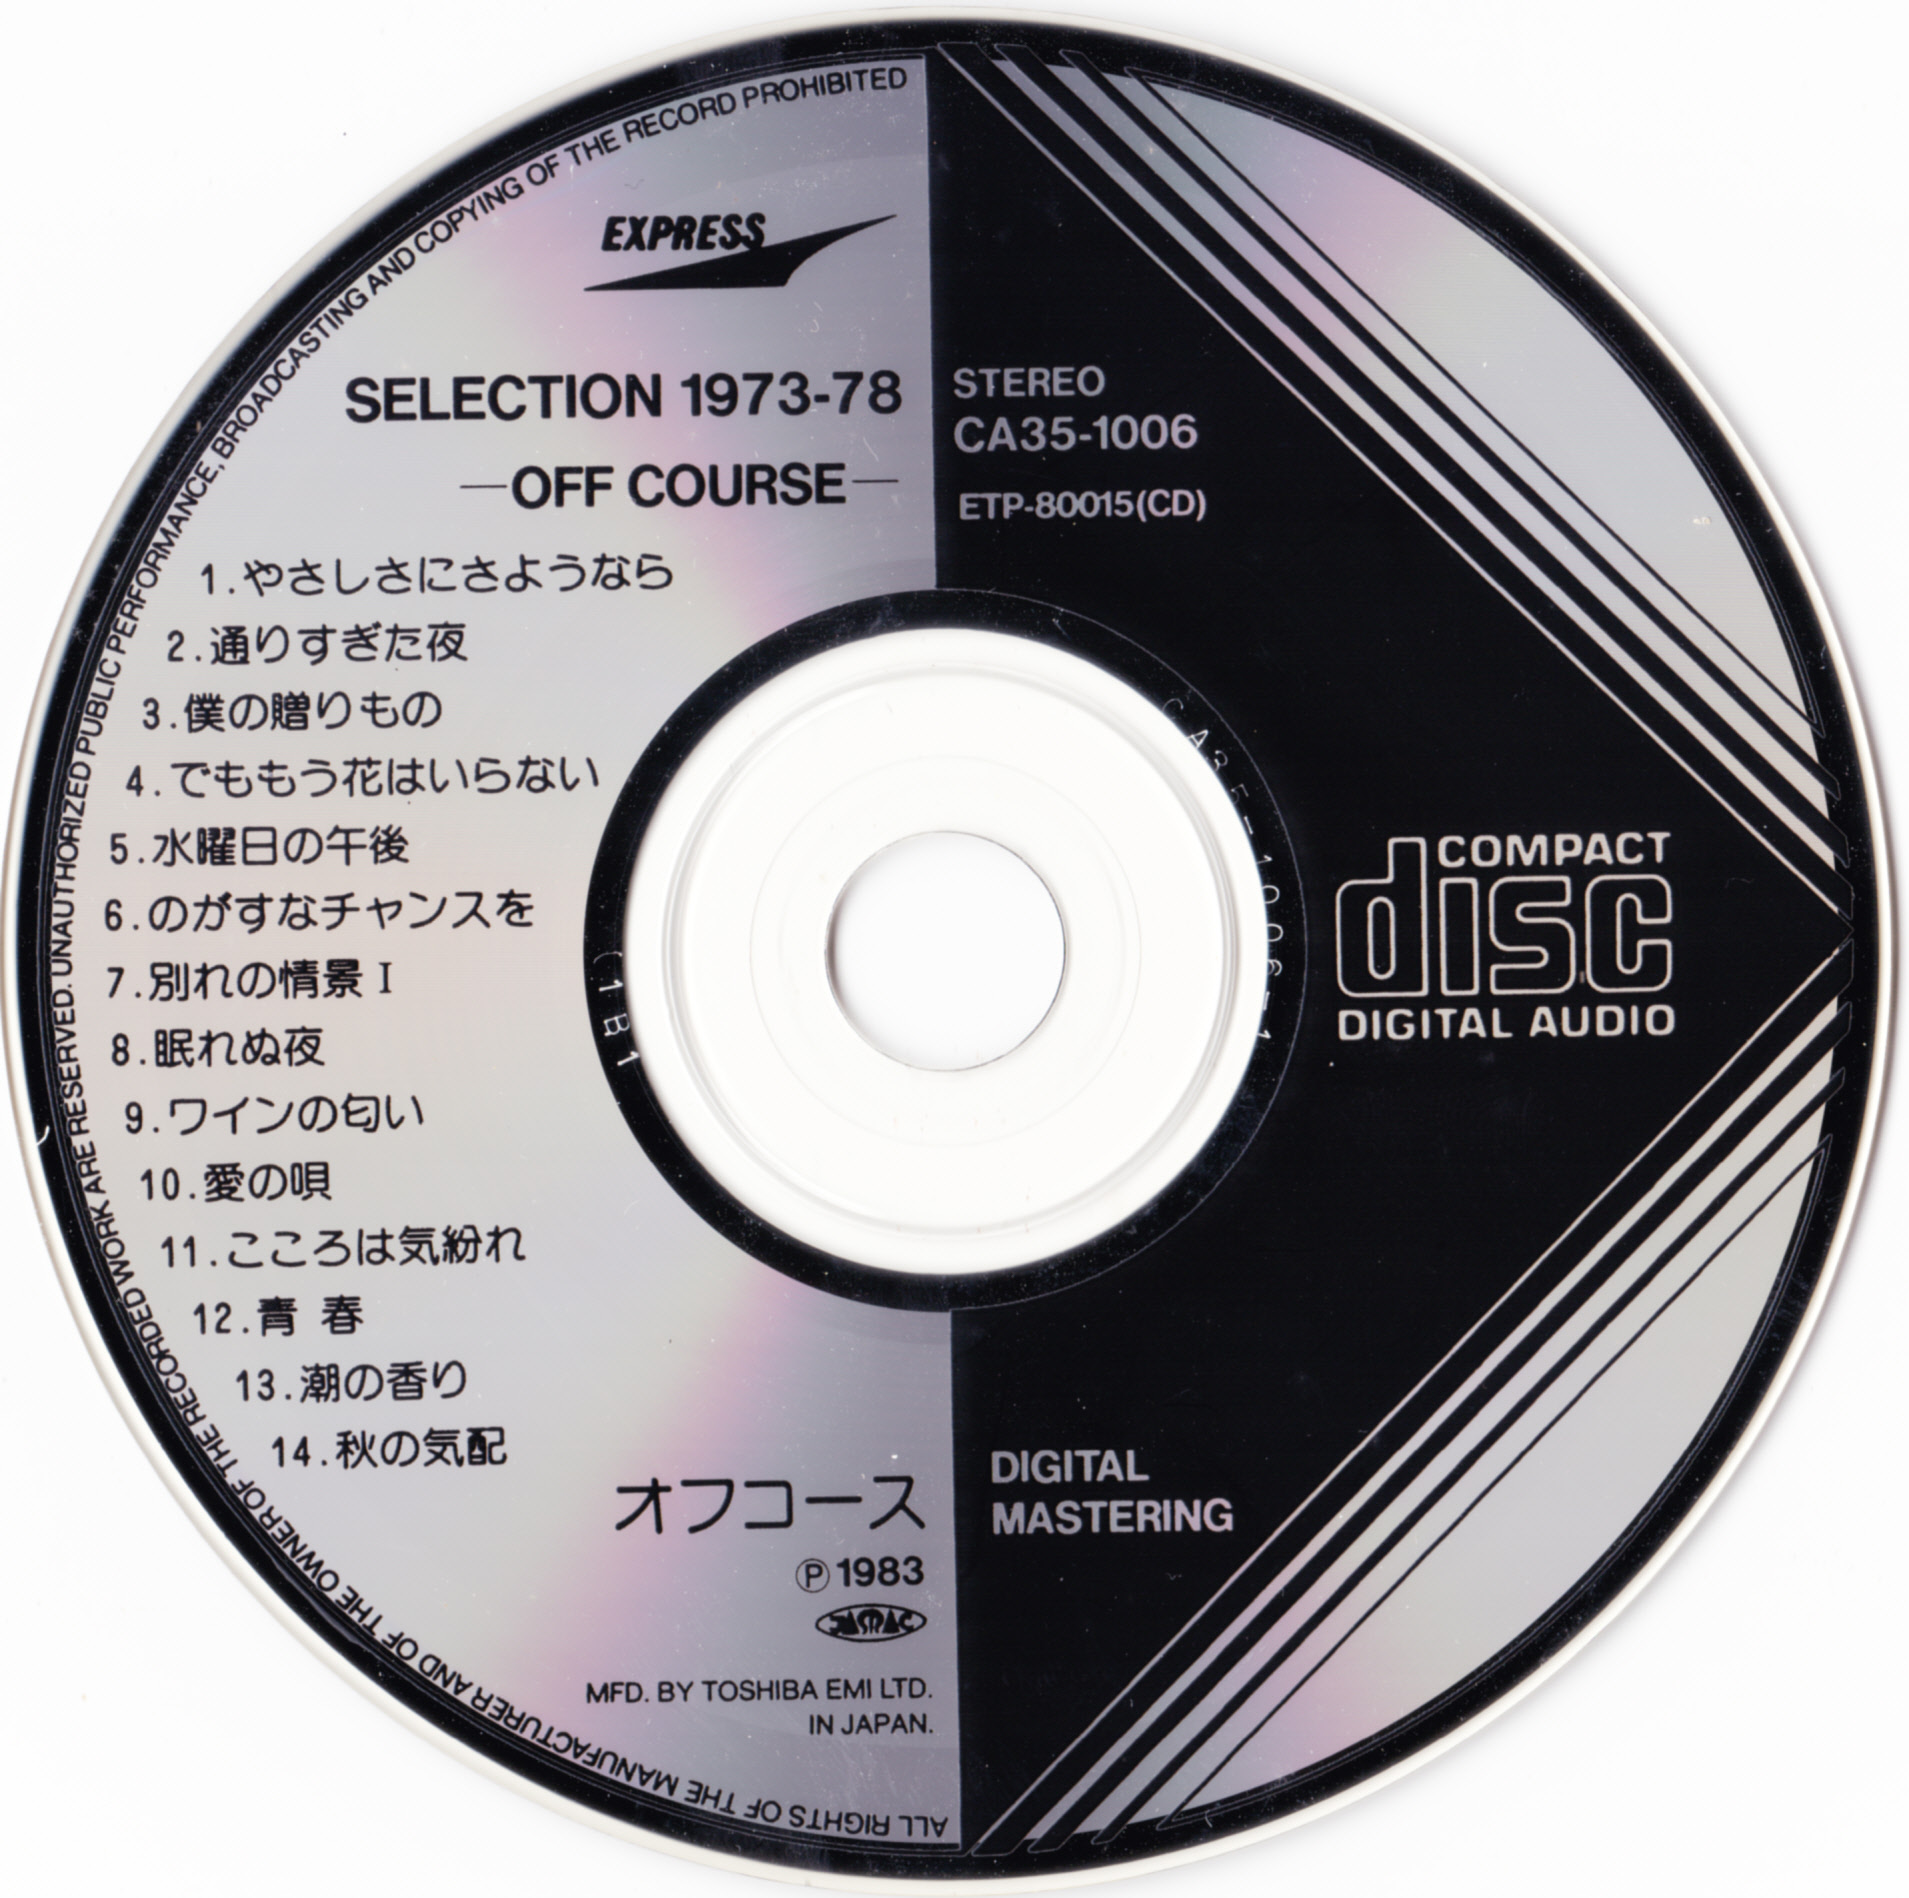 ALL RIGHTS OF THE MANUFACTURER AND OF THE OWNER OF THE RECORDED WORK ARE RESERVED. UNAUTHORIZED PUBLIC PERFORMANCE, BROADCASTING AND COPYING OF THE RECORD PROHIBITED
EXPRESS
SELECTION 1973-78
—OFF COURSE—
STEREO
CA35-1006
ETP-80015(CD)
1.やさしさにさようなら
2.通りすぎた夜
3.僕の贈りもの
4.でももう花はいらない
5.水曜日の午後
6.のがすなチャンスを
7.別れの情景Ⅰ
8.眠れぬ夜
9.ワインの匂い
10.愛の唄
11.こころは気紛れ
12.青 春
13.潮の香り
14.秋の気配
COMPACT
disc
DIGITAL AUDIO
オフコース
Ⓟ1983
JASRAC
MFD. BY TOSHIBA EMI LTD.
IN JAPAN.
DIGITAL
MASTERING
1B1